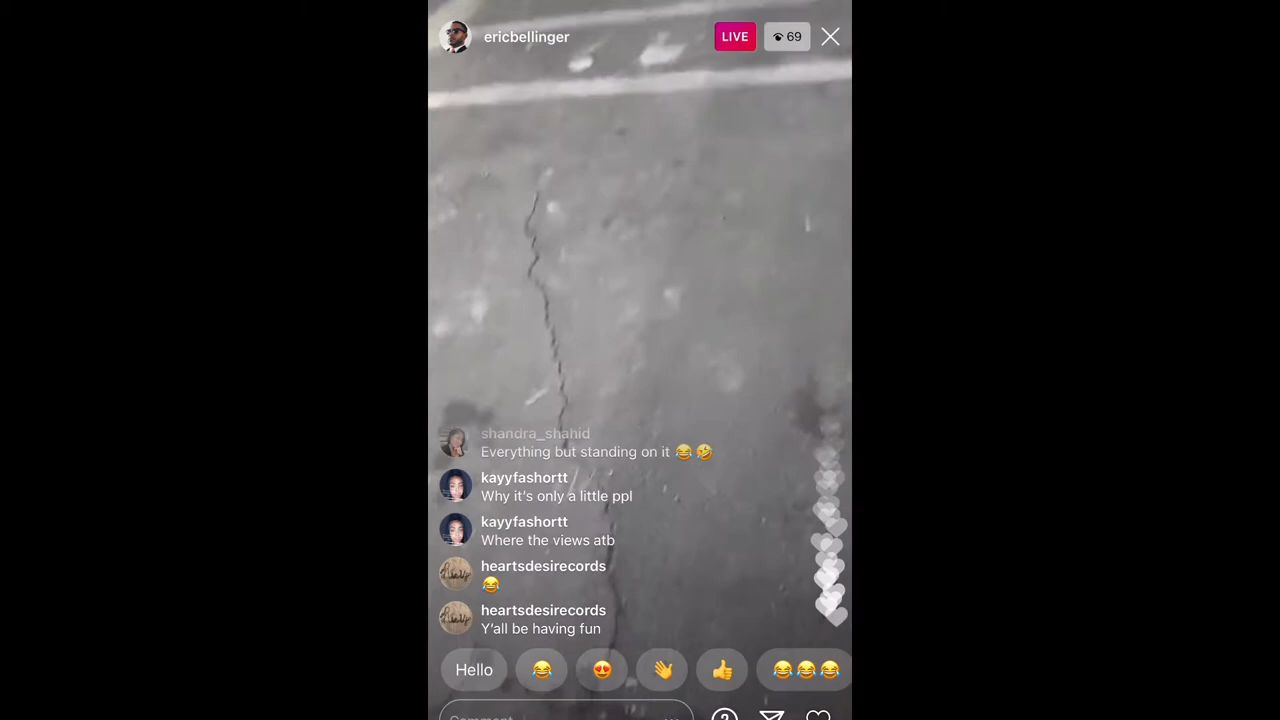 ericbellinger
LIVE
69
shandra_shahid
Everything but standing on it 😂 🤣
kayyfashortt
Why it's only a little ppl
kayyfashortt
Where the views atb
heartsdesirecords
😂
heartsdesirecords
Y'all be having fun
Hello 😂 😍 👋 👍 😂😂😂
Comment